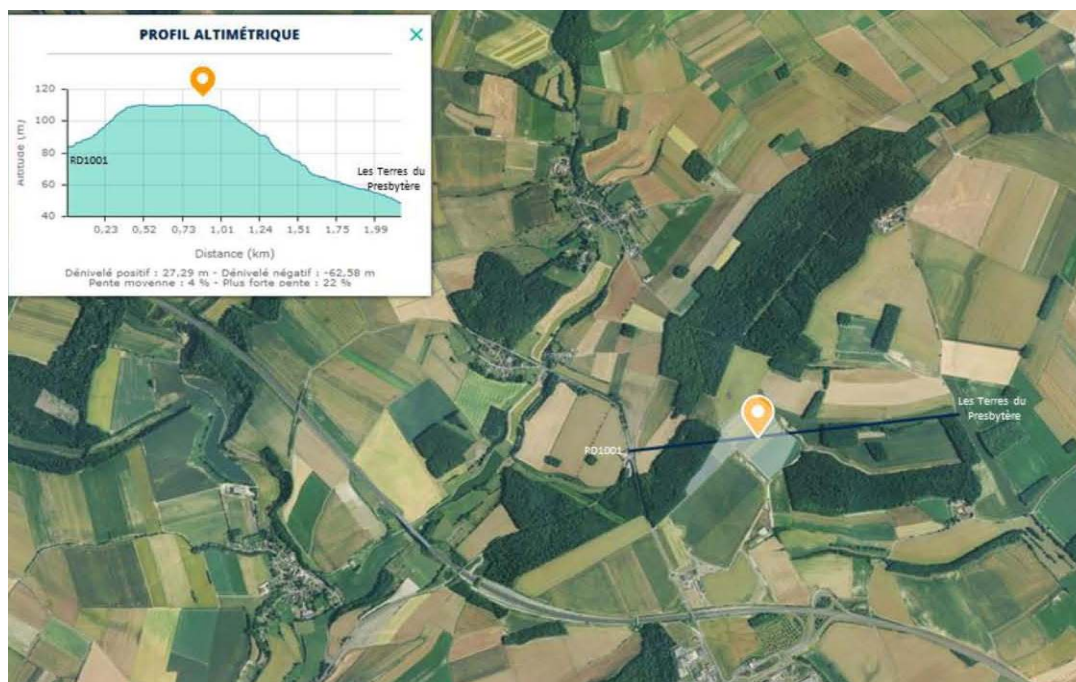 PROFIL ALTIMÉTRIQUE
120
100
80
60
40
Altitude (m)
RD1001
Les Terres du
Presbytère
0,23 0,52 0,73 1,01 1,24 1,51 1,75 1,99
Distance (km)
Dénivelé positif : 27,29 m - Dénivelé négatif : -62,58 m
Pente moyenne : 4 % - Plus forte pente : 22 %
Les Terres du
Presbytère
RD1001